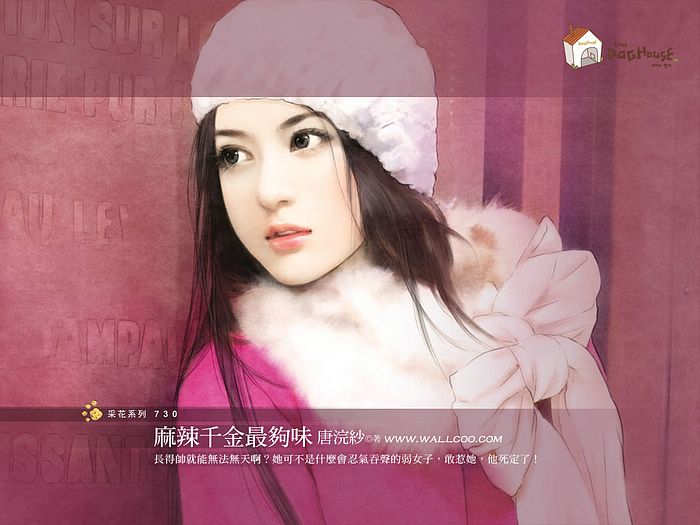 ION SUR LE
RIE PUR
DOGHOUSE
AU LE
AMPA
采花系列 730
麻辣千金最夠味 唐浣紗©著 WWW.WALLCOO.COM
長得帥就能無法無天啊？她可不是什麼會忍氣吞聲的弱女子，敢惹她，他死定了！
SSANT